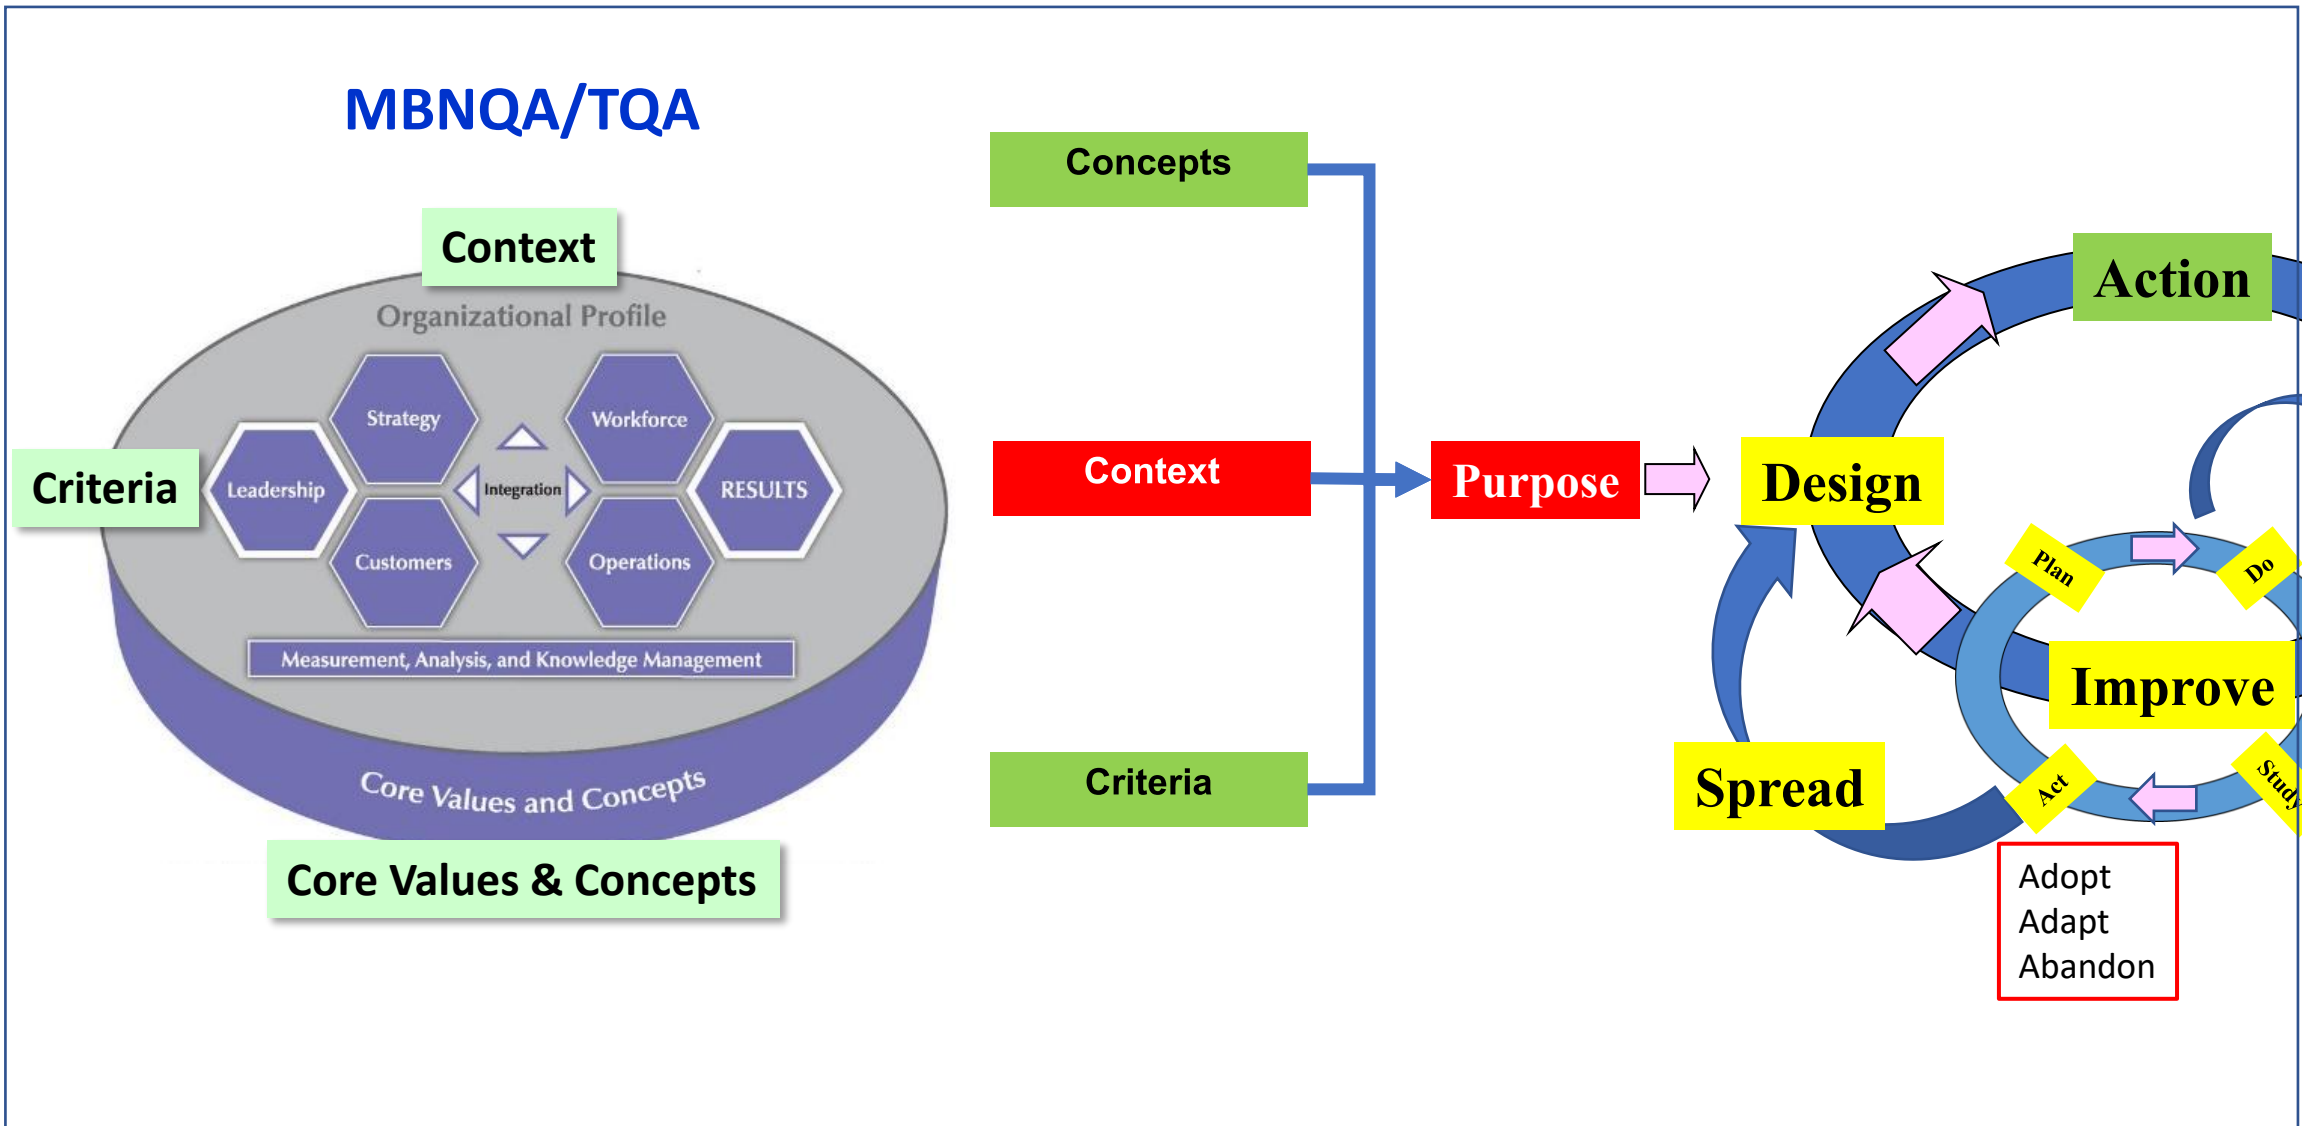 MBNQA/TQA
Context
Organizational Profile
Strategy
Workforce
Criteria
Leadership
Integration
RESULTS
Customers
Operations
Measurement, Analysis, and Knowledge Management
Core Values and Concepts
Core Values & Concepts
Concepts
Context
Criteria
Purpose
Design
Action
Plan
Do
Improve
Study
Act
Spread
Adopt
Adapt
Abandon